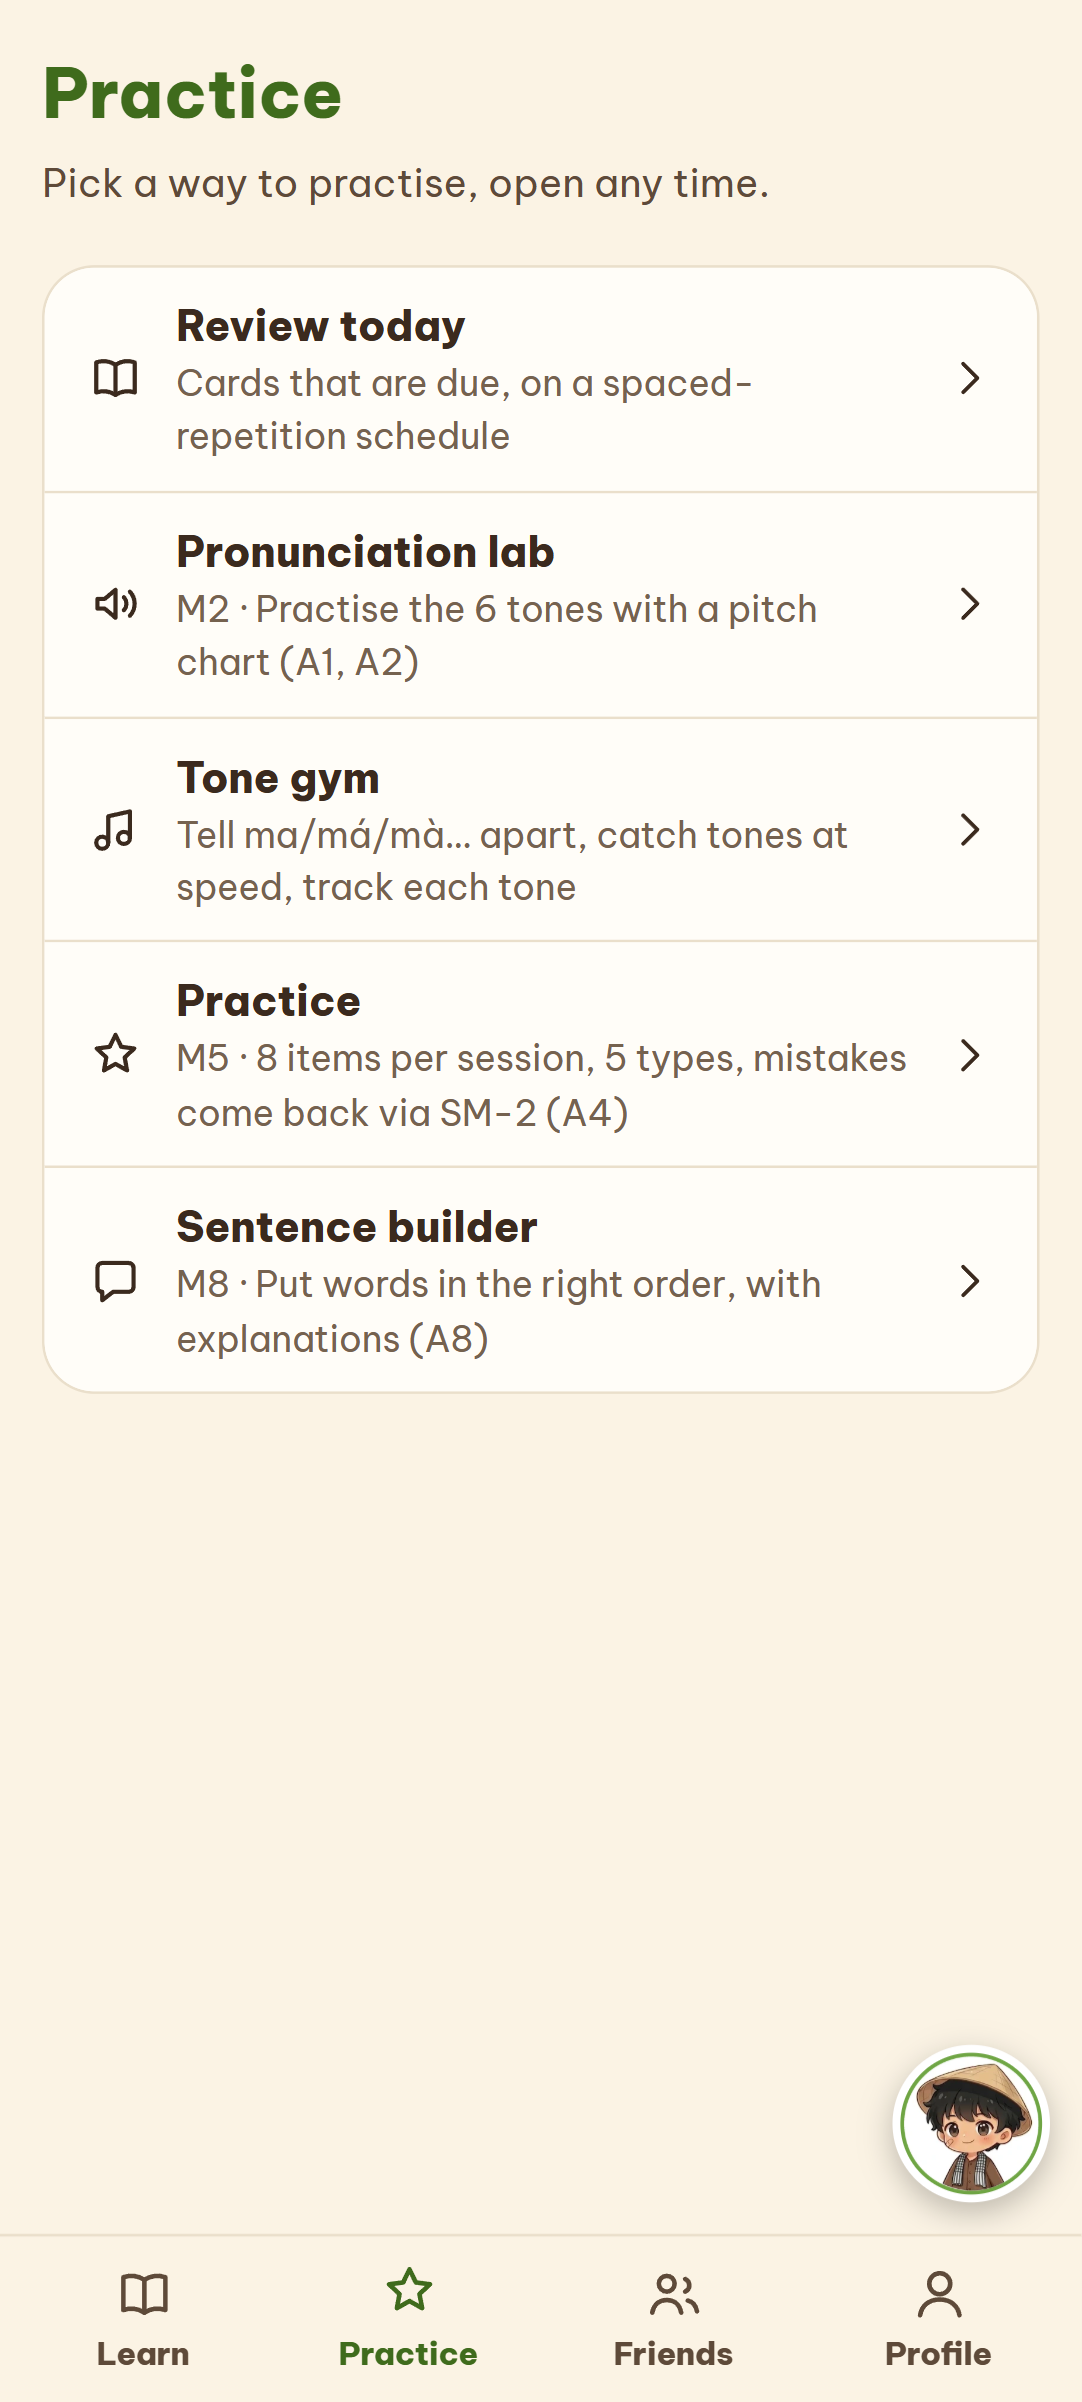 Practice
Pick a way to practise, open any time.
Review today
Cards that are due, on a spaced-
repetition schedule
Pronunciation lab
M2 · Practise the 6 tones with a pitch
chart (A1, A2)
Tone gym
Tell ma/má/mà... apart, catch tones at
speed, track each tone
Practice
M5 · 8 items per session, 5 types, mistakes
come back via SM-2 (A4)
Sentence builder
M8 · Put words in the right order, with
explanations (A8)
Learn
Practice
Friends
Profile